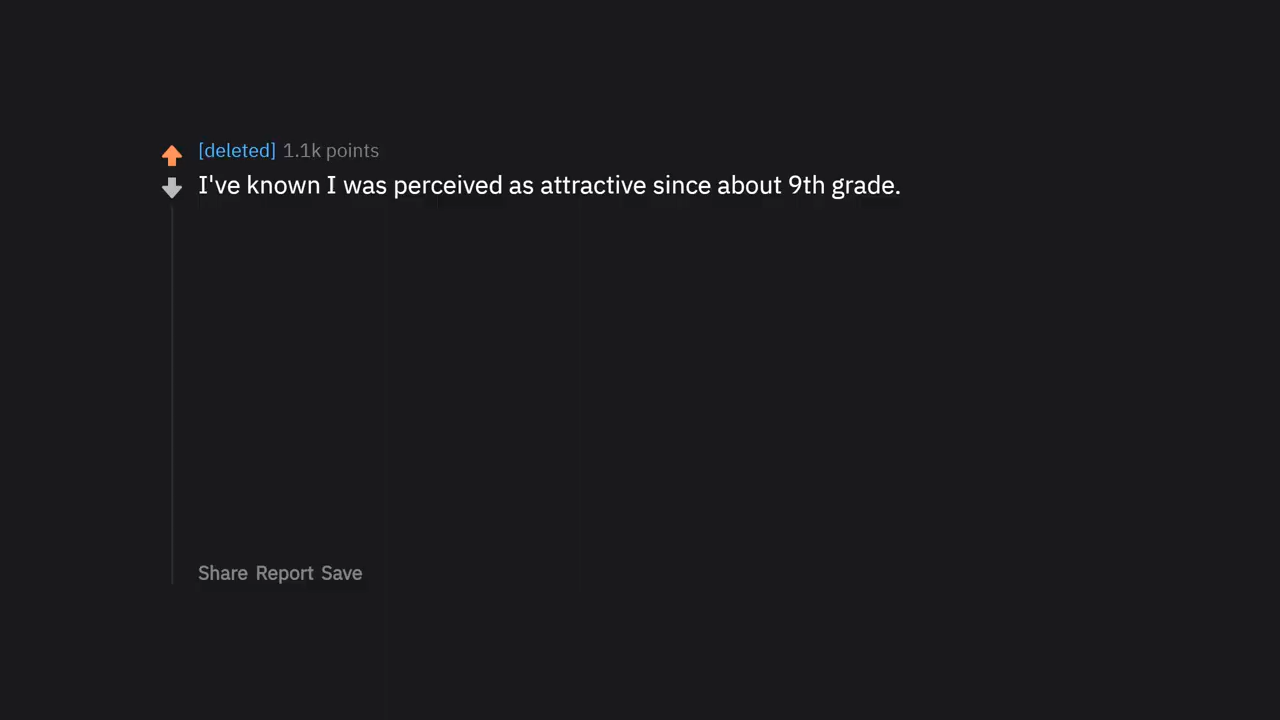 [deleted] 1.1k points
I've known I was perceived as attractive since about 9th grade.
Share Report Save